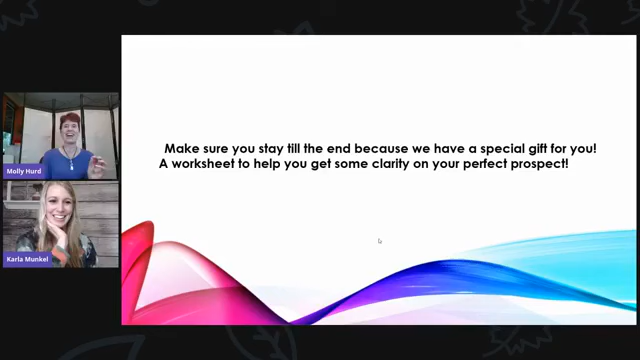 Molly Hurd
Karla Munkel
Make sure you stay till the end because we have a special gift for you!
A worksheet to help you get some clarity on your perfect prospect!